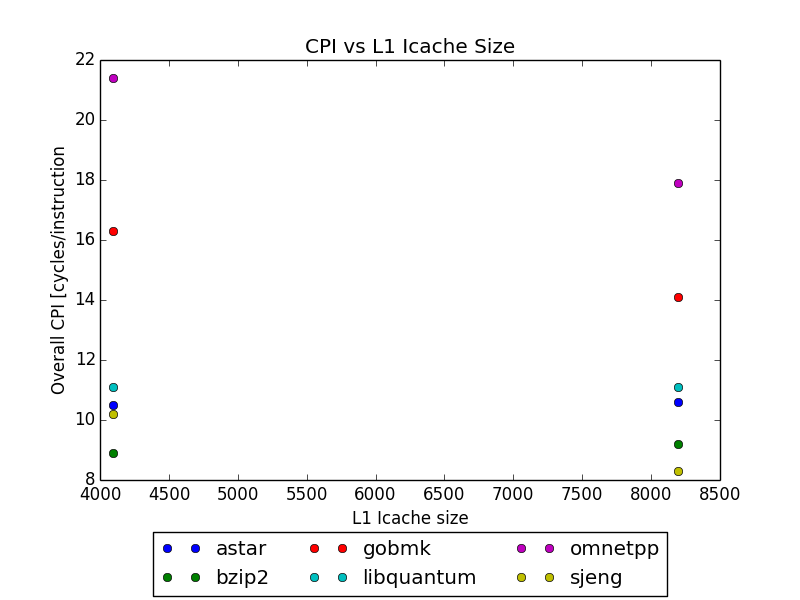 CPI vs L1 Icache Size
22
20
18
16
14
12
10
8
Overall CPI [cycles/instruction
4000 4500 5000 5500 6000 6500 7000 7500 8000 8500
L1 Icache size
astar gobmk omnetpp
bzip2 libquantum sjeng